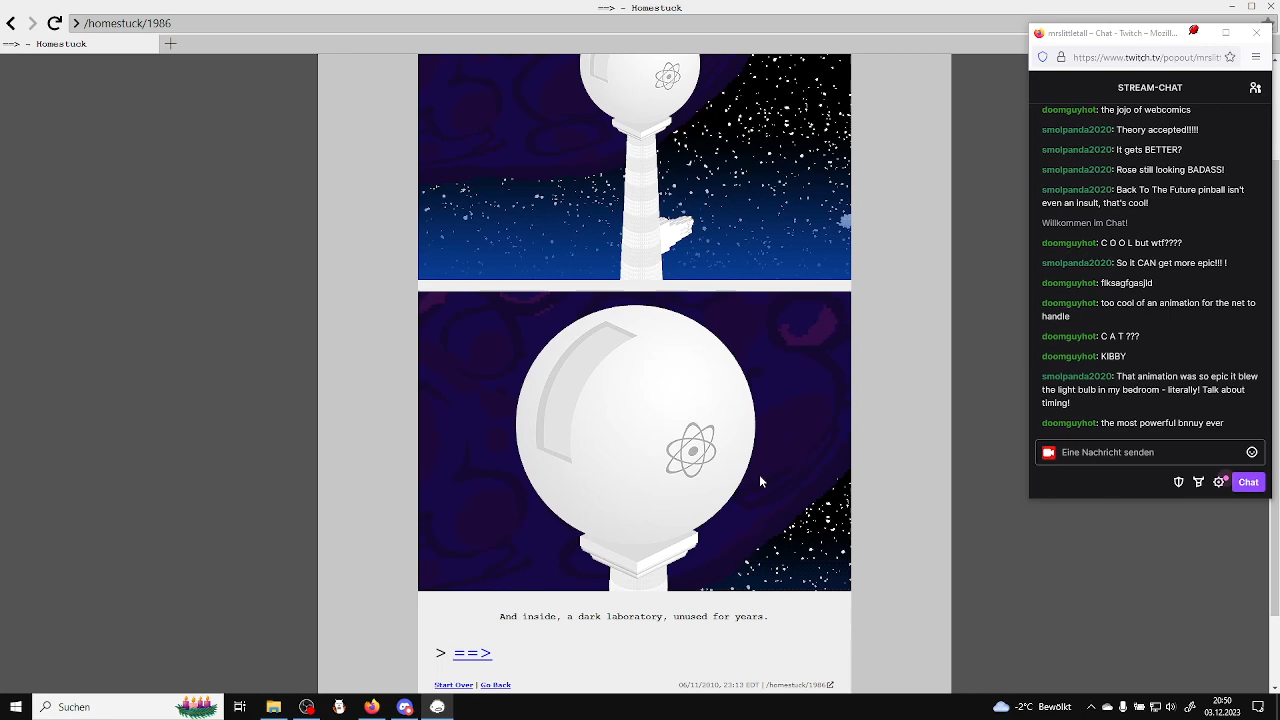 ==> - Homestuck
/homestuck/1986
==> - Homestuck
mrslittletall – Chat - Twitch — Mozill...
https://www.twitch.tv/popout/mrslitt
STREAM-CHAT
doomguyhot: the jojo of webcomics
smolpanda2020: Theory accepted!!!!!
smolpanda2020: It gets BETTER?
smolpanda2020: Rose still looking BADASS!
smolpanda2020: Back To The Future pinball isn't
even an insult, that's cool!
Willkommen im Chat!
doomguyhot: C O O L but wt!????
smolpanda2020: So it CAN get more epic!!! !
doomguyhot: flksagfgasjld
doomguyhot: too cool of an animation for the net to
handle
doomguyhot: C A T ???
doomguyhot: KIBBY
smolpanda2020: That animation was so epic it blew
the light bulb in my bedroom - literally! Talk about
timing!
doomguyhot: the most powerful bnnuy ever
Eine Nachricht senden
Chat
And inside, a dark laboratory, unused for years.
> ==>
Start Over | Go Back
06/11/2010, 23:13 EDT | /homestuck/1986
Suchen
-2°C Bewölkt
20:50
03.12.2023